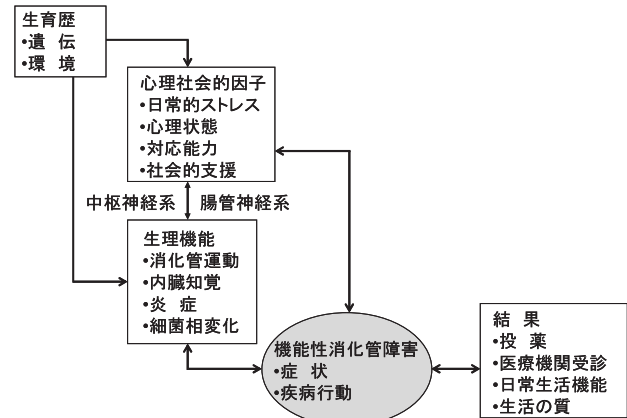 生育歴
•遺 伝
•環 境
心理社会的因子
•日常的ストレス
•心理状態
•対応能力
•社会的支援
中枢神経系 腸管神経系
生理機能
•消化管運動
•内臓知覚
•炎 症
•細菌相変化
機能性消化管障害
•症 状
•疾病行動
結 果
•投 薬
•医療機関受診
•日常生活機能
•生活の質